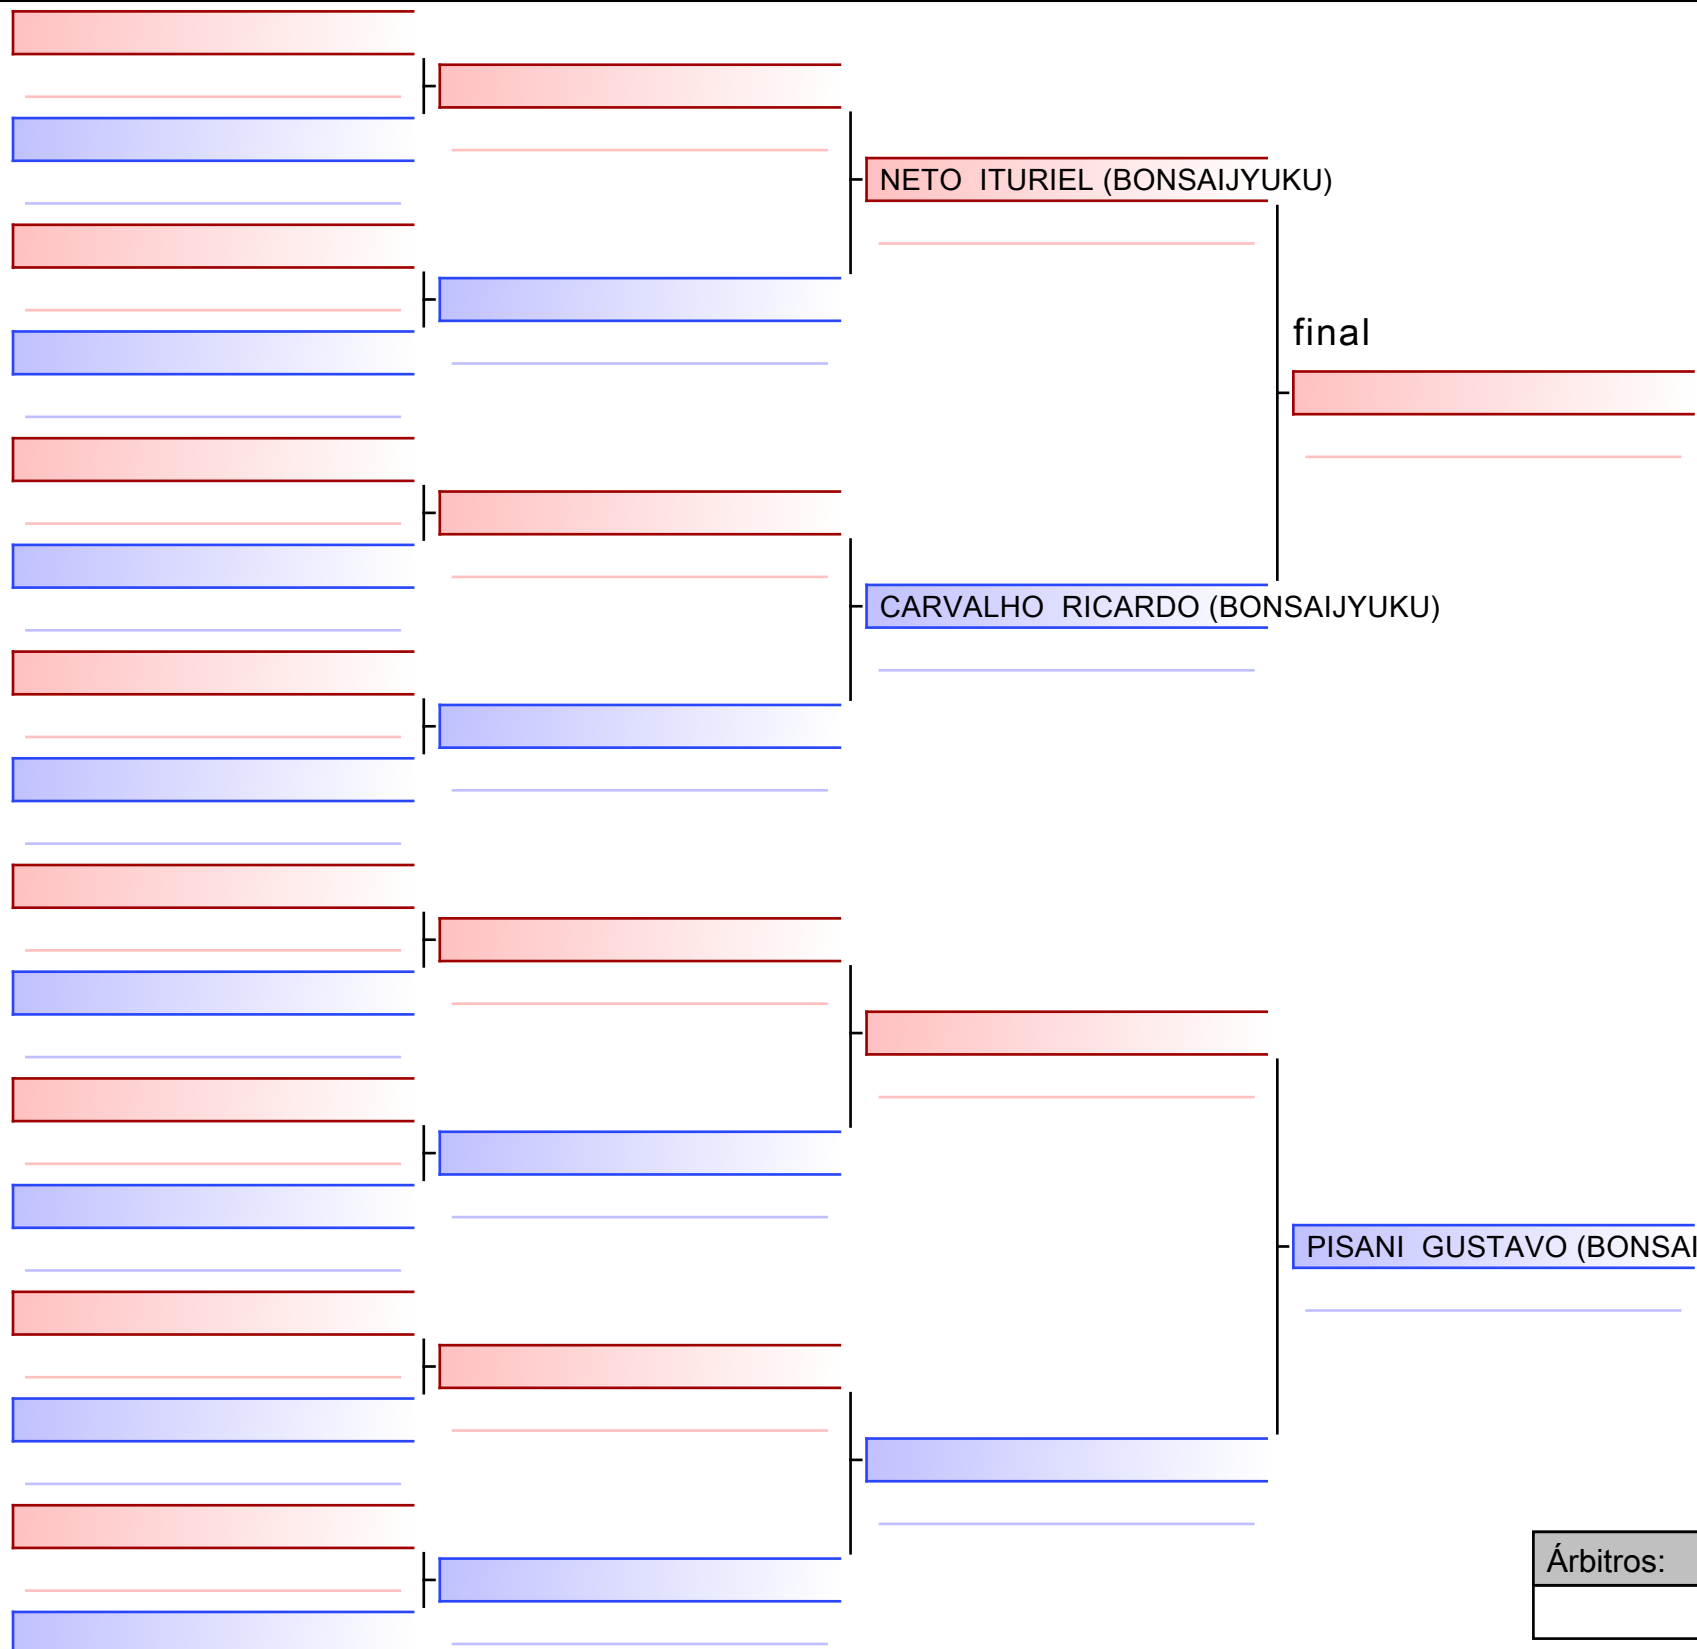 NETO ITURIEL (BONSAIJYUKU)
final
CARVALHO RICARDO (BONSAIJYUKU)
PISANI GUSTAVO (BONSAI
Árbitros: